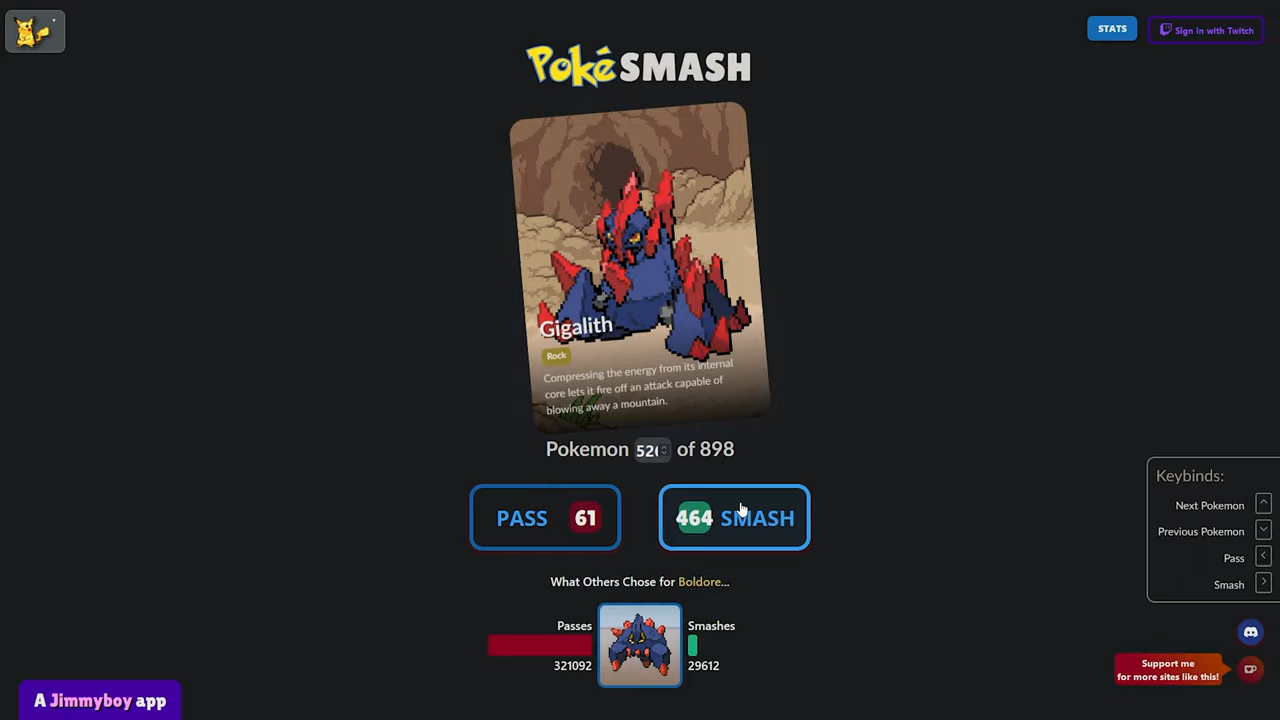 STATS
Sign in with Twitch
PokéSMASH
Gigalith
Rock
Compressing the energy from its internal
core lets it fire off an attack capable of
blowing away a mountain.
Pokemon 526 of 898
PASS 61
464 SMASH
What Others Chose for Boldore...
Passes
321092
Smashes
29612
Keybinds:
Next Pokemon
Previous Pokemon
Pass
Smash
Support me
for more sites like this!
A Jimmyboy app